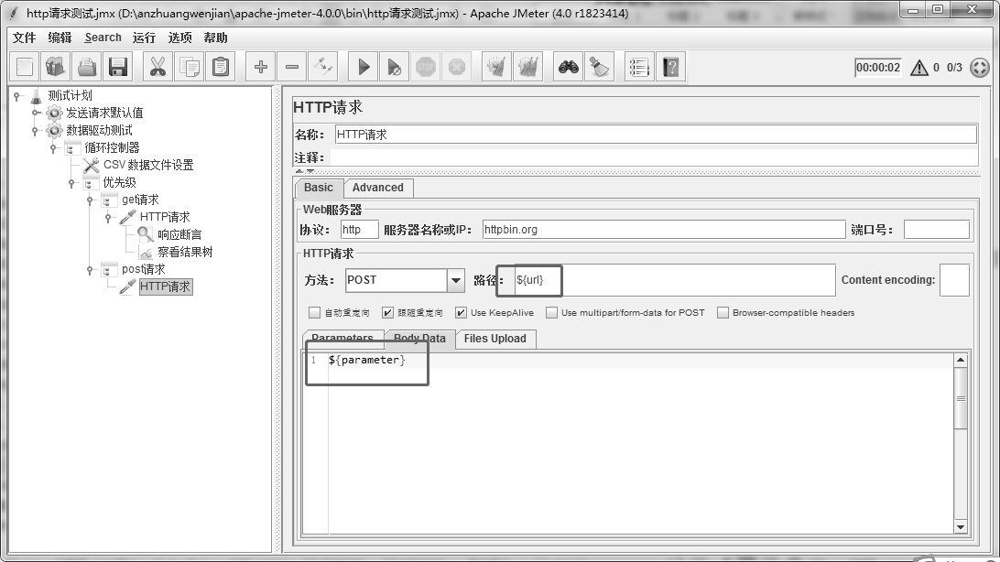 http请求测试.jmx (D:\anzhuangwenjian\apache-jmeter-4.0.0\bin\http请求测试.jmx) - Apache JMeter (4.0 r1823414)
文件 编辑 Search 运行 选项 帮助
STOP 00:00:02 0 0/3
测试计划
发送请求默认值
数据驱动测试
循环控制器
CSV 数据文件设置
优先级
get请求
HTTP请求
响应断言
察看结果树
post请求
HTTP请求
HTTP请求
名称： HTTP请求
注释：
Basic Advanced
Web服务器
协议： http 服务器名称或IP： httpbin.org 端口号：
HTTP请求
方法： POST 路径： ${url} Content encoding:
自动重定向 跟随重定向 Use KeepAlive Use multipart/form-data for POST Browser-compatible headers
Parameters Body Data Files Upload
1 ${parameter}